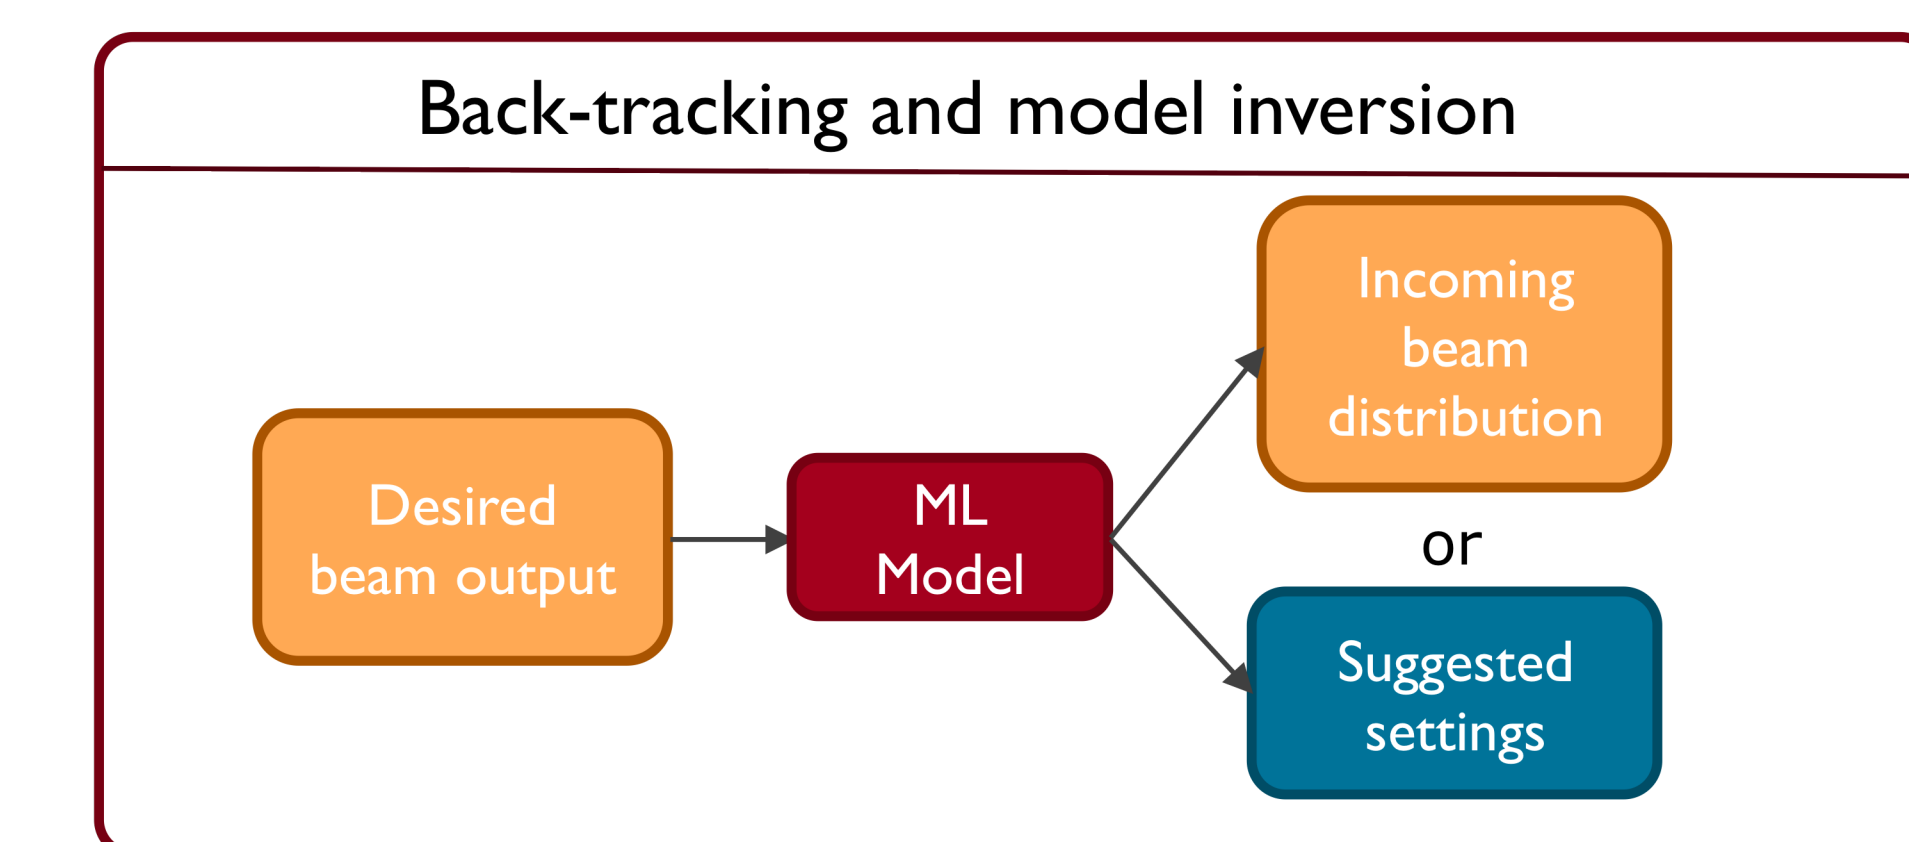 Back-tracking and model inversion
Desired
beam output
ML
Model
Incoming
beam
distribution
or
Suggested
settings